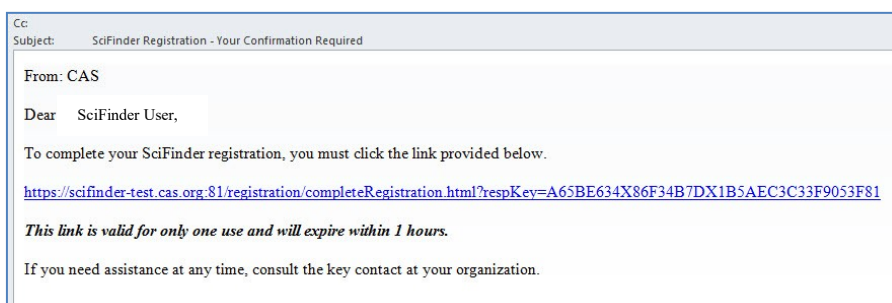 Cc:
Subject: SciFinder Registration - Your Confirmation Required
From: CAS
Dear SciFinder User,
To complete your SciFinder registration, you must click the link provided below.
https://scifinder-test.cas.org:81/registration/completeRegistration.html?respKey=A65BE634X86F34B7DX1B5AEC3C33F9053F81
This link is valid for only one use and will expire within 1 hours.
If you need assistance at any time, consult the key contact at your organization.